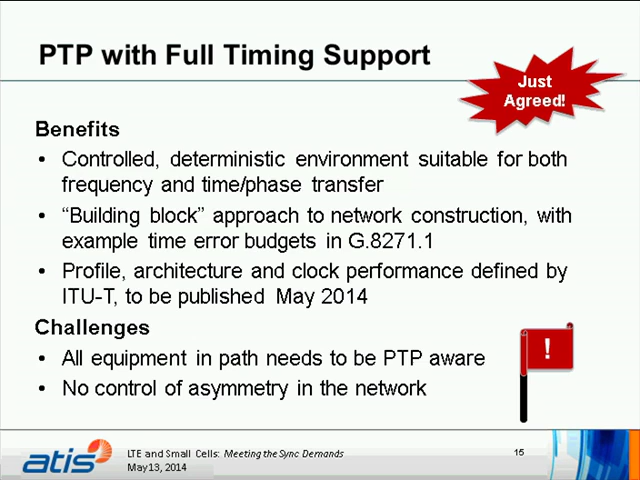 PTP with Full Timing Support
Just
Agreed!
Benefits
• Controlled, deterministic environment suitable for both
frequency and time/phase transfer
• “Building block” approach to network construction, with
example time error budgets in G.8271.1
• Profile, architecture and clock performance defined by
ITU-T, to be published May 2014
Challenges
• All equipment in path needs to be PTP aware
• No control of asymmetry in the network
!
atis
LTE and Small Cells: Meeting the Sync Demands
May13, 2014
15